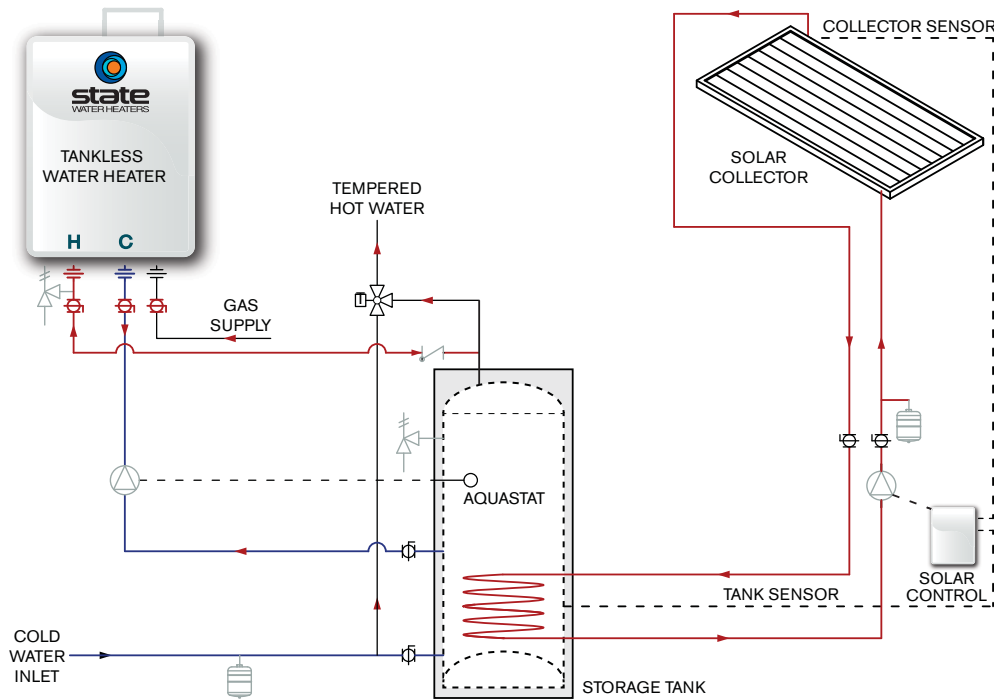 COLLECTOR SENSOR
state
WATER HEATERS
TANKLESS
WATER HEATER
SOLAR
COLLECTOR
TEMPERED
HOT WATER
H
C
T
GAS
SUPPLY
AQUASTAT
SOLAR
CONTROL
TANK SENSOR
COLD
WATER
INLET
STORAGE TANK